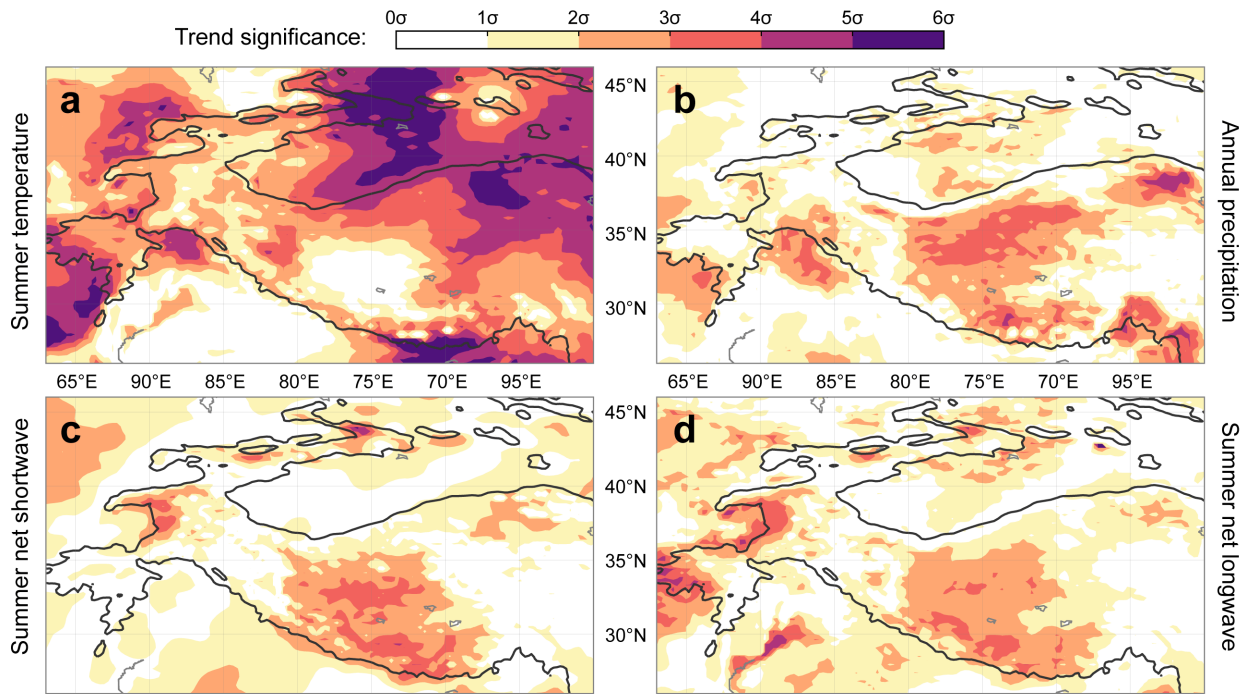 Trend significance:
0σ 1σ 2σ 3σ 4σ 5σ 6σ
a
b
Summer temperature
Annual precipitation
45°N
40°N
35°N
30°N
65°E 90°E 85°E 80°E 75°E 70°E 95°E
65°E 90°E 85°E 80°E 75°E 70°E 95°E
c
d
Summer net shortwave
Summer net longwave
45°N
40°N
35°N
30°N